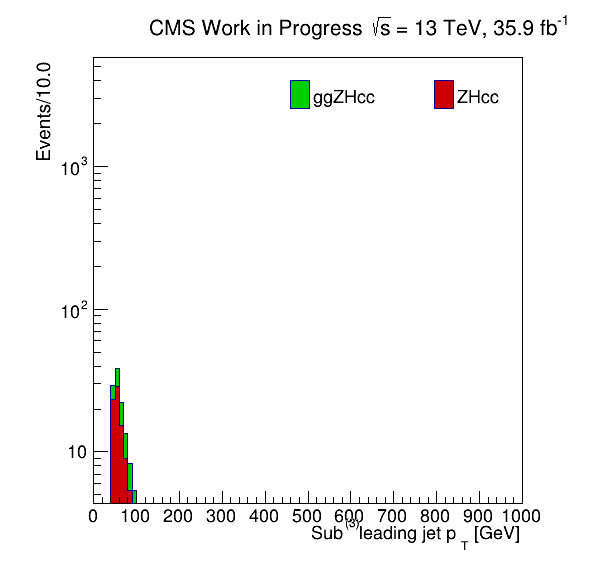 CMS Work in Progress √s = 13 TeV, 35.9 fb⁻¹
Events/10.0
ggZHcc ZHcc
10³
10²
10
0 100 200 300 400 500 600 700 800 900 1000
Sub⁽³⁾leading jet p_T [GeV]